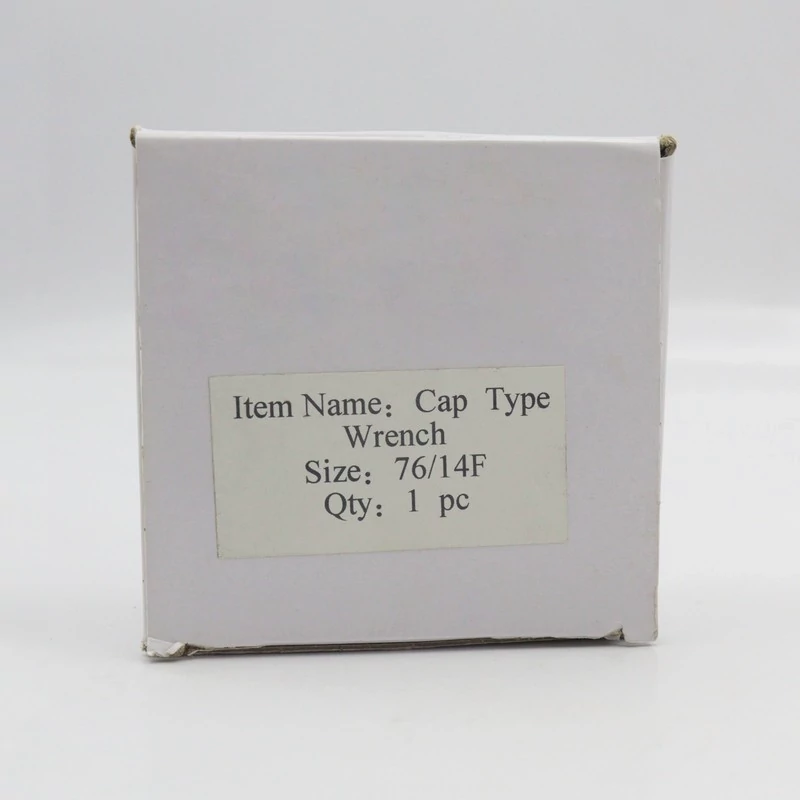 Item Name：Cap Type
Wrench
Size：76/14F
Qty：1 pc